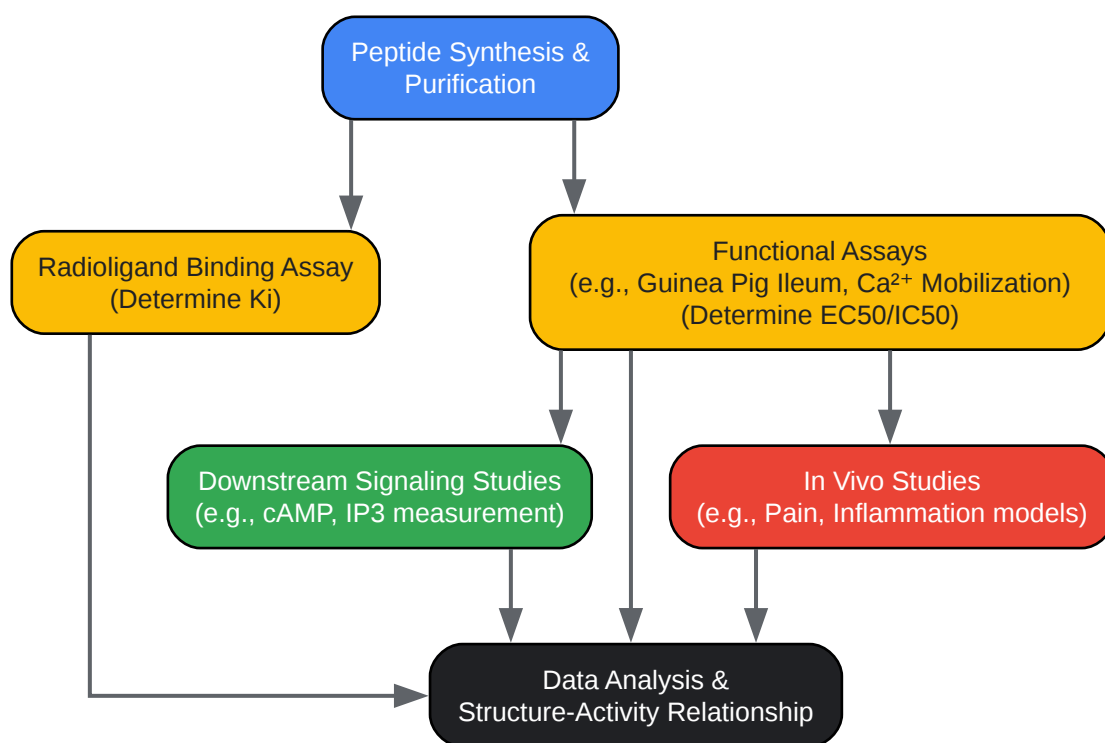 Peptide Synthesis &
Purification
Radioligand Binding Assay
(Determine Ki)
Functional Assays
(e.g., Guinea Pig Ileum, Ca²⁺ Mobilization)
(Determine EC50/IC50)
Downstream Signaling Studies
(e.g., cAMP, IP3 measurement)
In Vivo Studies
(e.g., Pain, Inflammation models)
Data Analysis &
Structure-Activity Relationship